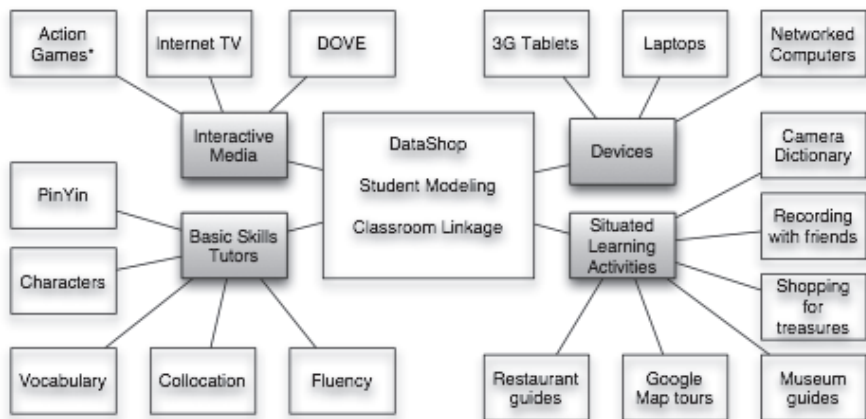 Action
Games*
Internet TV
DOVE
3G Tablets
Laptops
Networked
Computers
Interactive
Media
DataShop
Student Modeling
Classroom Linkage
Devices
Camera
Dictionary
PinYin
Basic Skills
Tutors
Situated
Learning
Activities
Recording
with friends
Characters
Shopping
for
treasures
Vocabulary
Collocation
Fluency
Restaurant
guides
Google
Map tours
Museum
guides